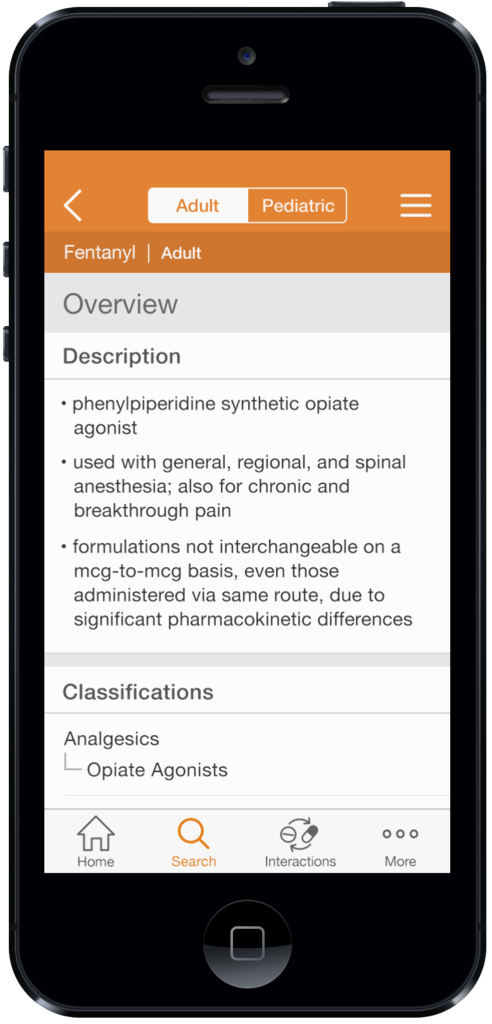 Adult Pediatric
Fentanyl | Adult
Overview
Description
• phenylpiperidine synthetic opiate
agonist
• used with general, regional, and spinal
anesthesia; also for chronic and
breakthrough pain
• formulations not interchangeable on a
mcg-to-mcg basis, even those
administered via same route, due to
significant pharmacokinetic differences
Classifications
Analgesics
Opiate Agonists
Home Search Interactions More